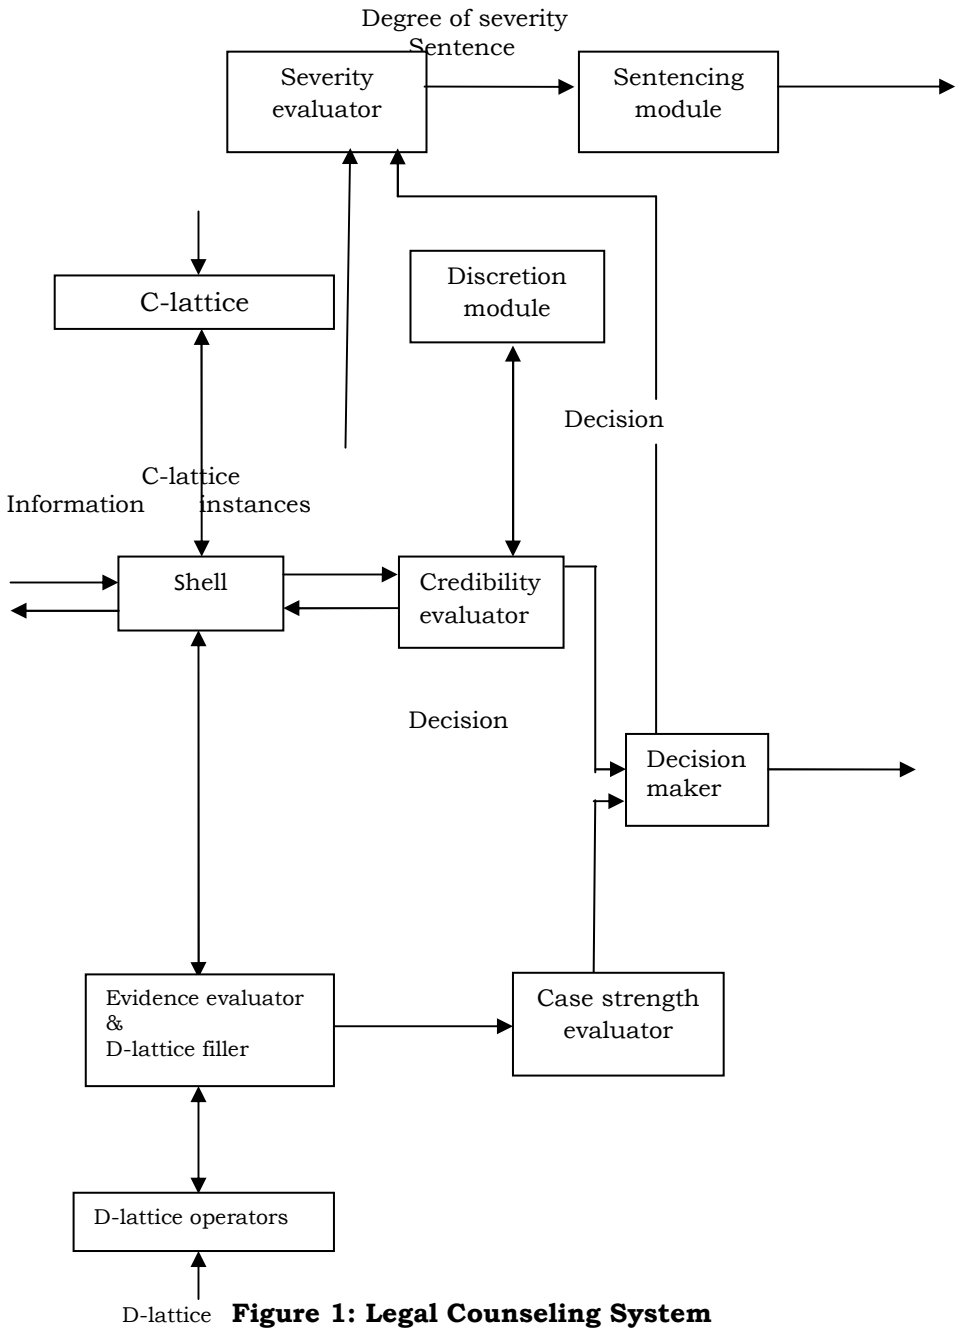 Degree of severity
Sentence
Severity
evaluator
Sentencing
module
C-lattice
Discretion
module
Decision
C-lattice
Information
instances
Shell
Credibility
evaluator
Decision
Decision
maker
Evidence evaluator
&
D-lattice filler
Case strength
evaluator
D-lattice operators
D-lattice
Figure 1: Legal Counseling System